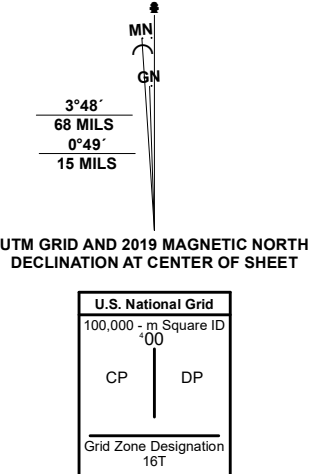 MN
GN
3°48´
68 MILS
0°49´
15 MILS
UTM GRID AND 2019 MAGNETIC NORTH
DECLINATION AT CENTER OF SHEET
U.S. National Grid
100,000 - m Square ID
⁴00
CP DP
Grid Zone Designation
16T